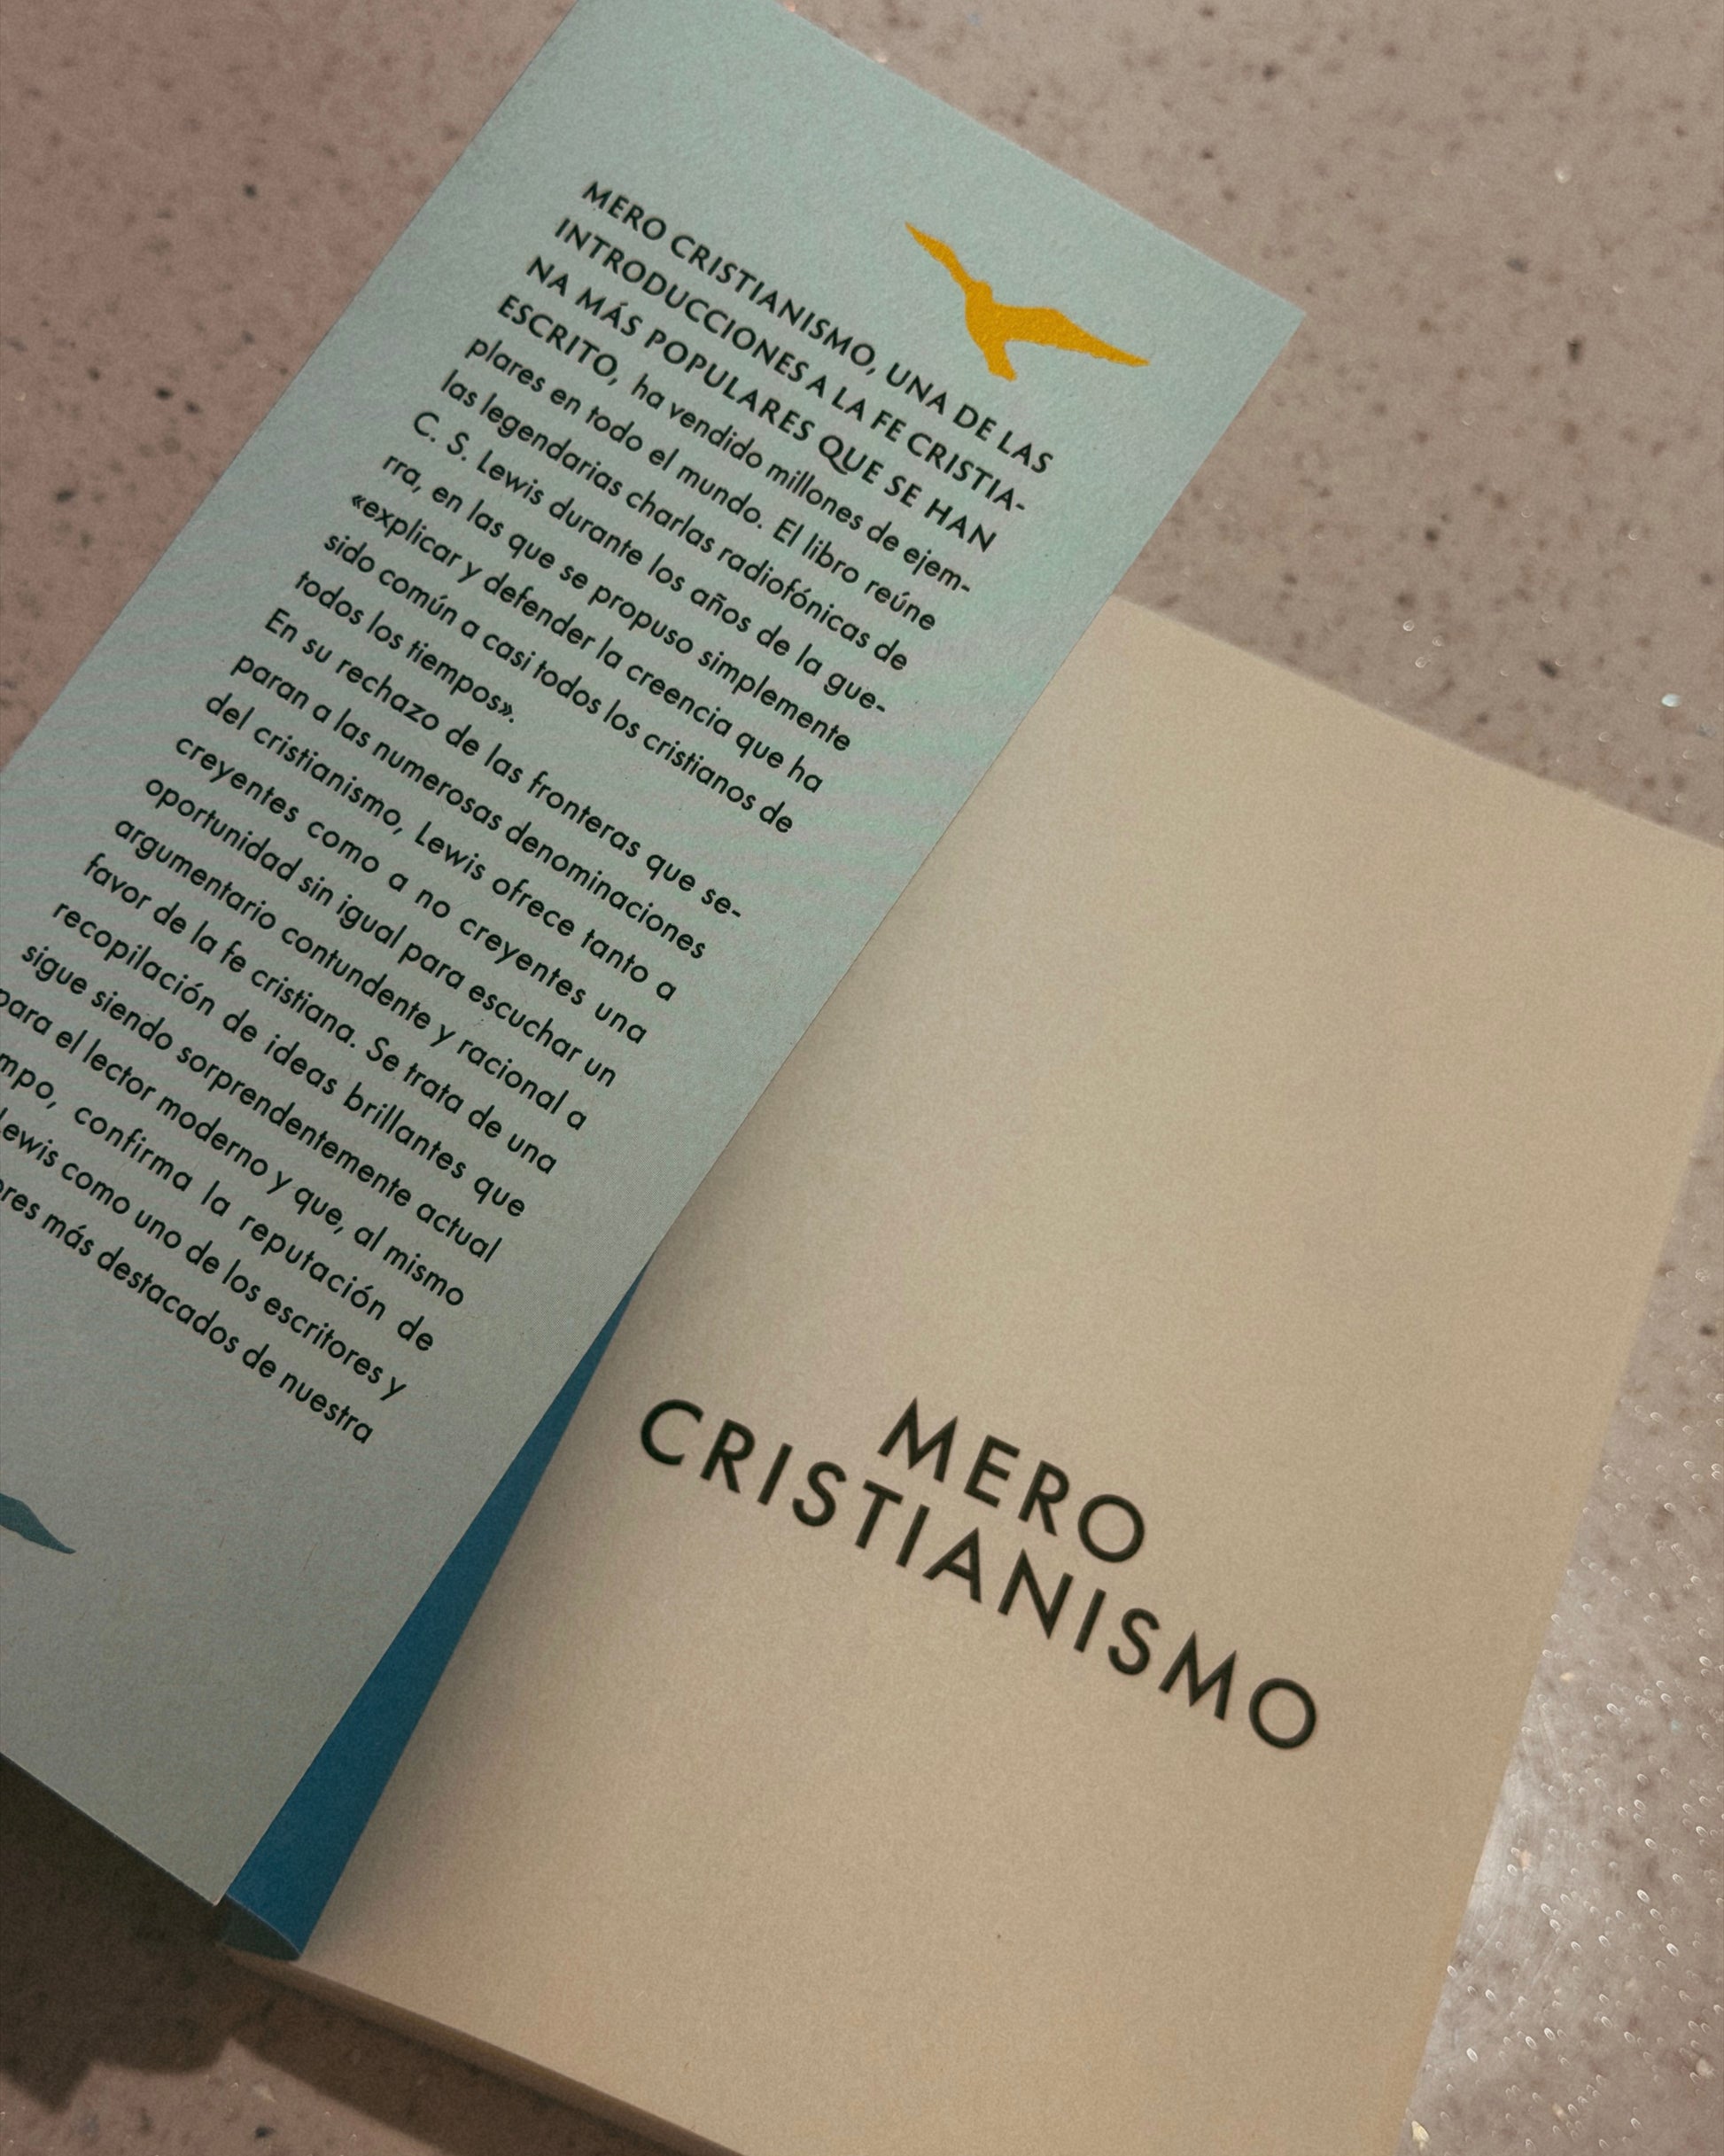 MERO CRISTIANISMO, UNA DE LAS
INTRODUCCIONES A LA FE CRISTIA-
NA MÁS POPULARES QUE SE HAN
ESCRITO, ha vendido millones de ejem-
plares en todo el mundo. El libro reúne
las legendarias charlas radiofónicas de
C. S. Lewis durante los años de la gue-
rra, en las que se propuso simplemente
«explicar y defender la creencia que ha
sido común a casi todos los cristianos de
todos los tiempos».
En su rechazo de las fronteras que se-
paran a las numerosas denominaciones
del cristianismo, Lewis ofrece tanto a
creyentes como a no creyentes una
oportunidad sin igual para escuchar un
argumentario contundente y racional a
favor de la fe cristiana. Se trata de una
recopilación de ideas brillantes que
sigue siendo sorprendentemente actual
para el lector moderno y que, al mismo
mpo, confirma la reputación de
Lewis como uno de los escritores y
ores más destacados de nuestra
MERO
CRISTIANISMO